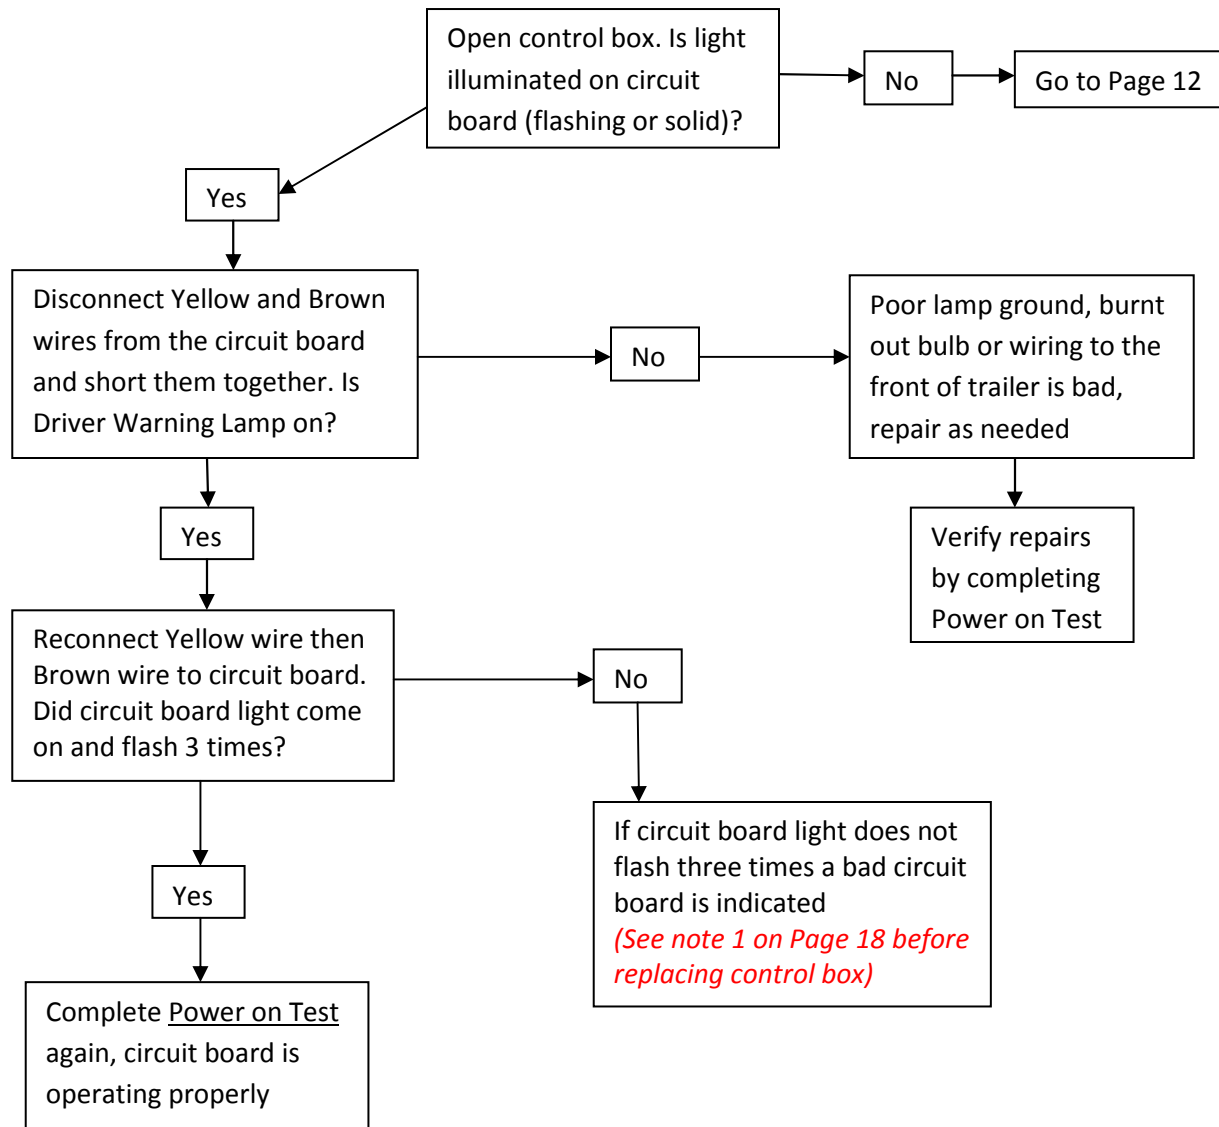 Open control box. Is light
illuminated on circuit
board (flashing or solid)?
No
Go to Page 12
Yes
Disconnect Yellow and Brown
wires from the circuit board
and short them together. Is
Driver Warning Lamp on?
No
Poor lamp ground, burnt
out bulb or wiring to the
front of trailer is bad,
repair as needed
Verify repairs
by completing
Power on Test
Yes
Reconnect Yellow wire then
Brown wire to circuit board.
Did circuit board light come
on and flash 3 times?
No
If circuit board light does not
flash three times a bad circuit
board is indicated
(See note 1 on Page 18 before
replacing control box)
Yes
Complete Power on Test
again, circuit board is
operating properly